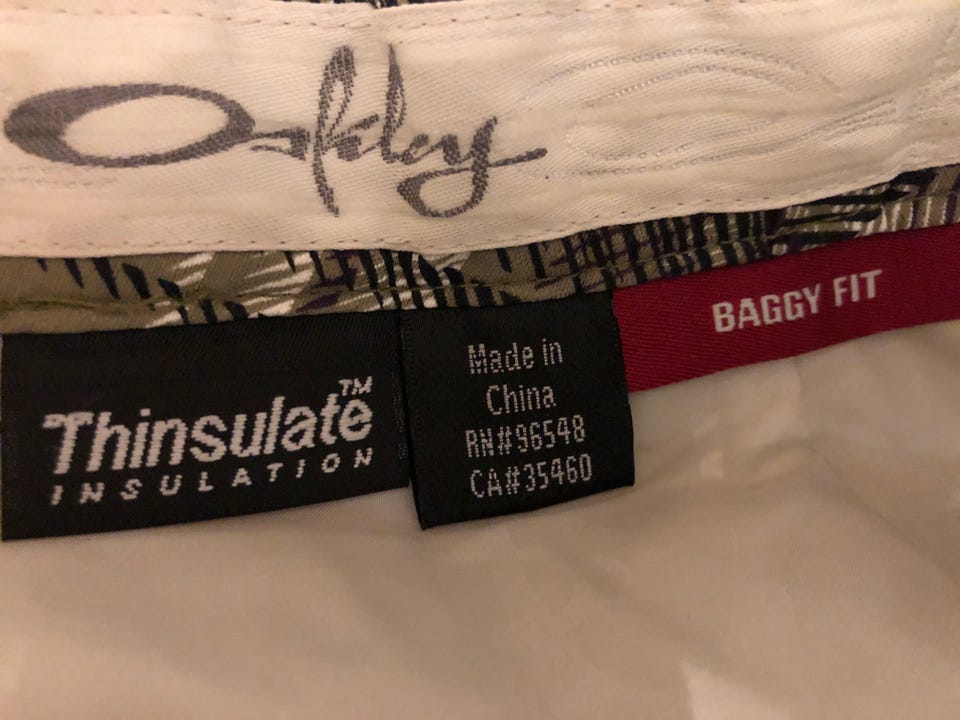 Oakley
BAGGY FIT
Thinsulate™
INSULATION
Made in
China
RN#96548
CA#35460